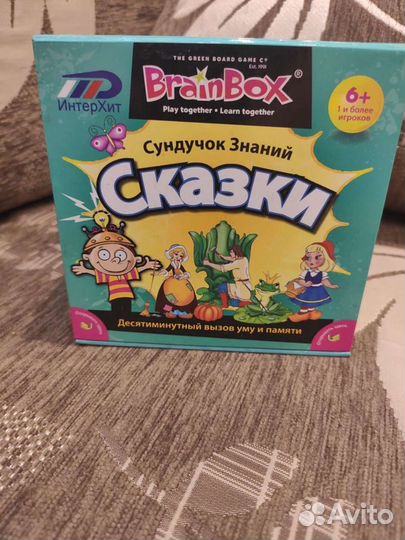 THE GREEN BOARD GAME Cº
Est. 1991
BrainBox®
Play together • Learn together
ИнтерХит
6+
1 и более
игроков
Сундучок Знаний
Сказки
Десятиминутный вызов уму и памяти
Avito